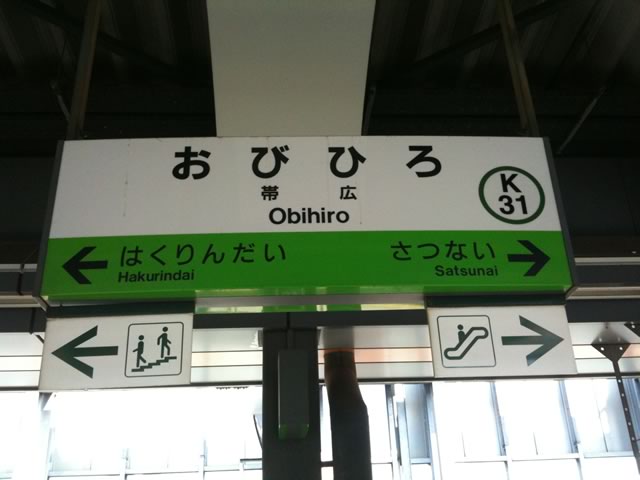 おびひろ
帯広
Obihiro
K
31
はくりんだい
Hakurindai
さつない
Satsunai